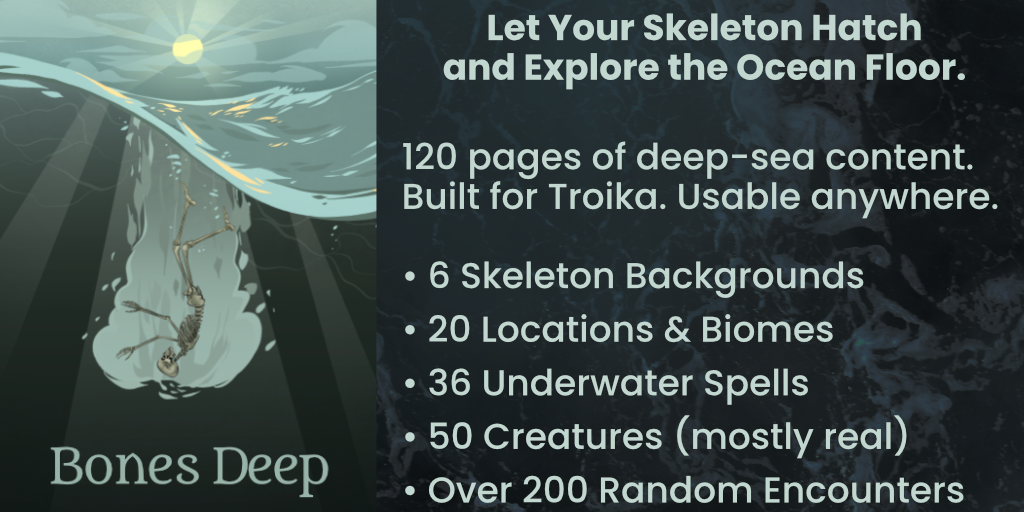 Let Your Skeleton Hatch
and Explore the Ocean Floor.
120 pages of deep-sea content.
Built for Troika. Usable anywhere.
• 6 Skeleton Backgrounds
• 20 Locations & Biomes
• 36 Underwater Spells
• 50 Creatures (mostly real)
• Over 200 Random Encounters
Bones Deep